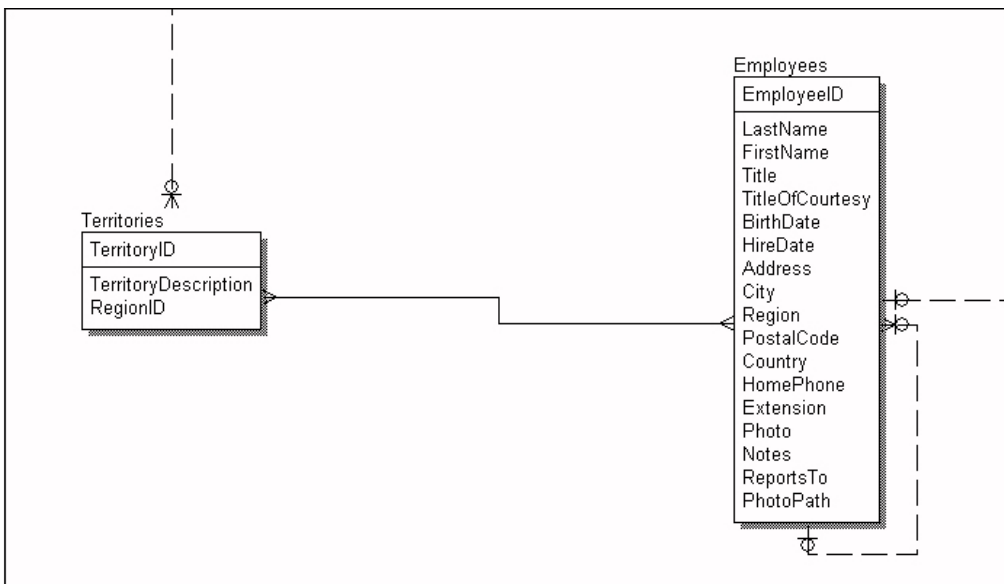 Territories
TerritoryID
TerritoryDescription
RegionID
Employees
EmployeeID
LastName
FirstName
Title
TitleOfCourtesy
BirthDate
HireDate
Address
City
Region
PostalCode
Country
HomePhone
Extension
Photo
Notes
ReportsTo
PhotoPath